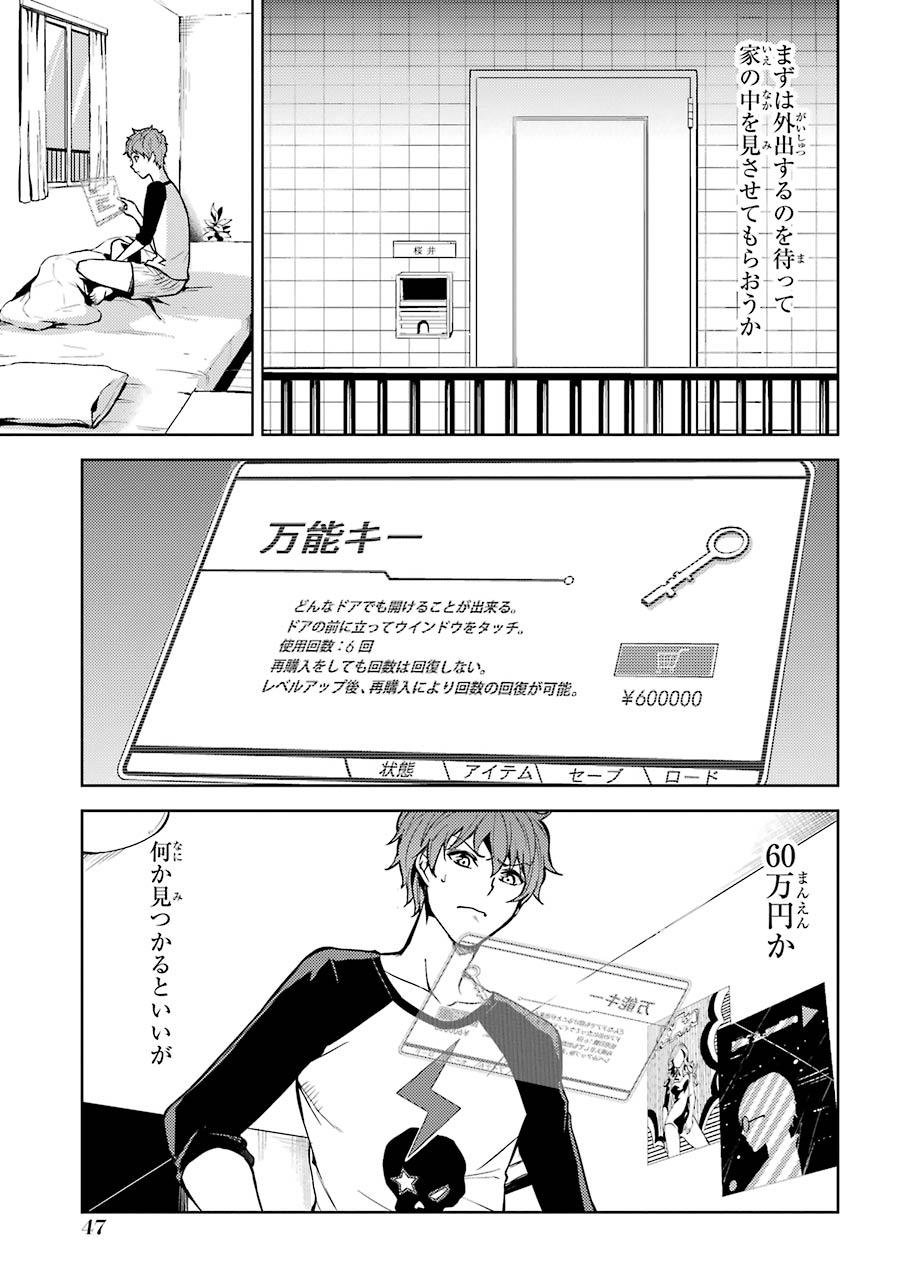 まずは外出するのを待って
家の中を見させてもらおうか
桜井
万能キー
どんなドアでも開けることが出来る。
ドアの前に立ってウインドウをタッチ。
使用回数：6回
再購入をしても回数は回復しない。
レベルアップ後、再購入により回数の回復が可能。
¥600000
状態 アイテム セーブ ロード
60万円か
万能キー
何か見つかるといいが
47